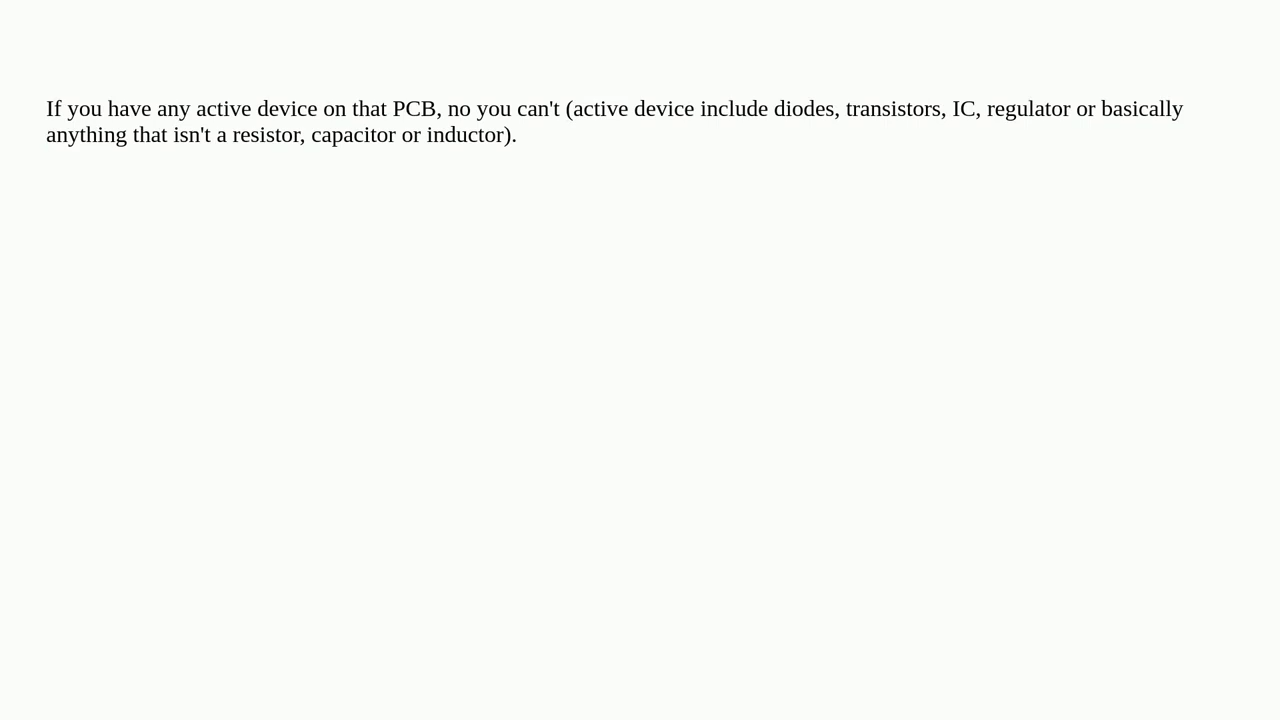 If you have any active device on that PCB, no you can't (active device include diodes, transistors, IC, regulator or basically
anything that isn't a resistor, capacitor or inductor).